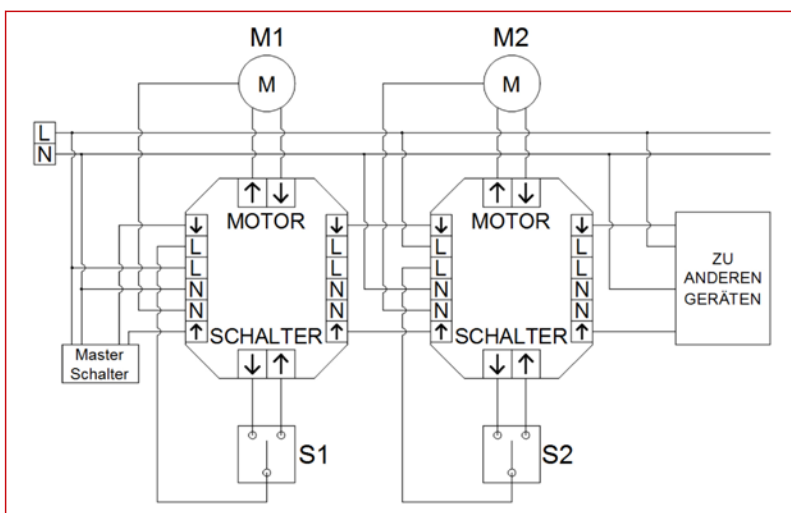 M1 M2
M M
L
N
↑ ↓ ↑ ↓
MOTOR MOTOR
↓ ↓ ↓ ↓
L L L L
L L L L
N N N N
N N N N
↑ ↑ ↑ ↑
SCHALTER SCHALTER
↓ ↑ ↓ ↑
ZU
ANDEREN
GERÄTEN
Master
Schalter
S1 S2